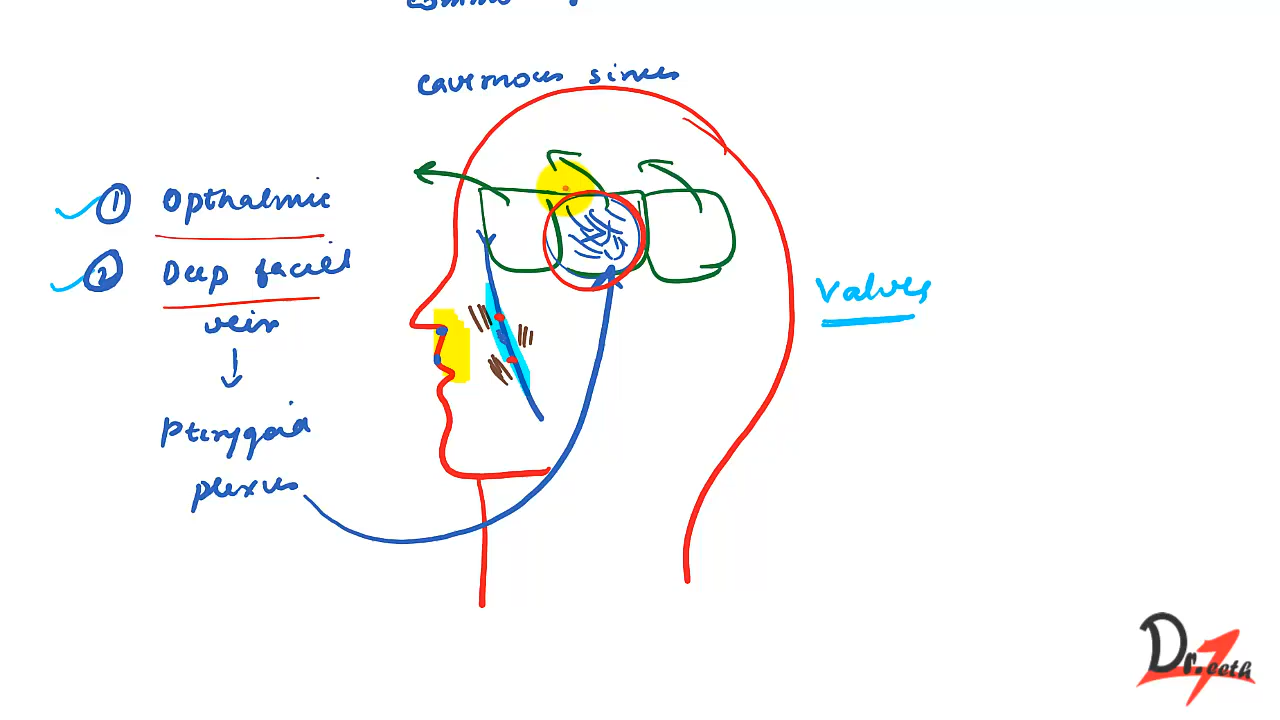 cavernous sinus
1 Opthalmic
2 Deep facial
vein
Pterygoid
plexus
Valves
Dr.Teeth